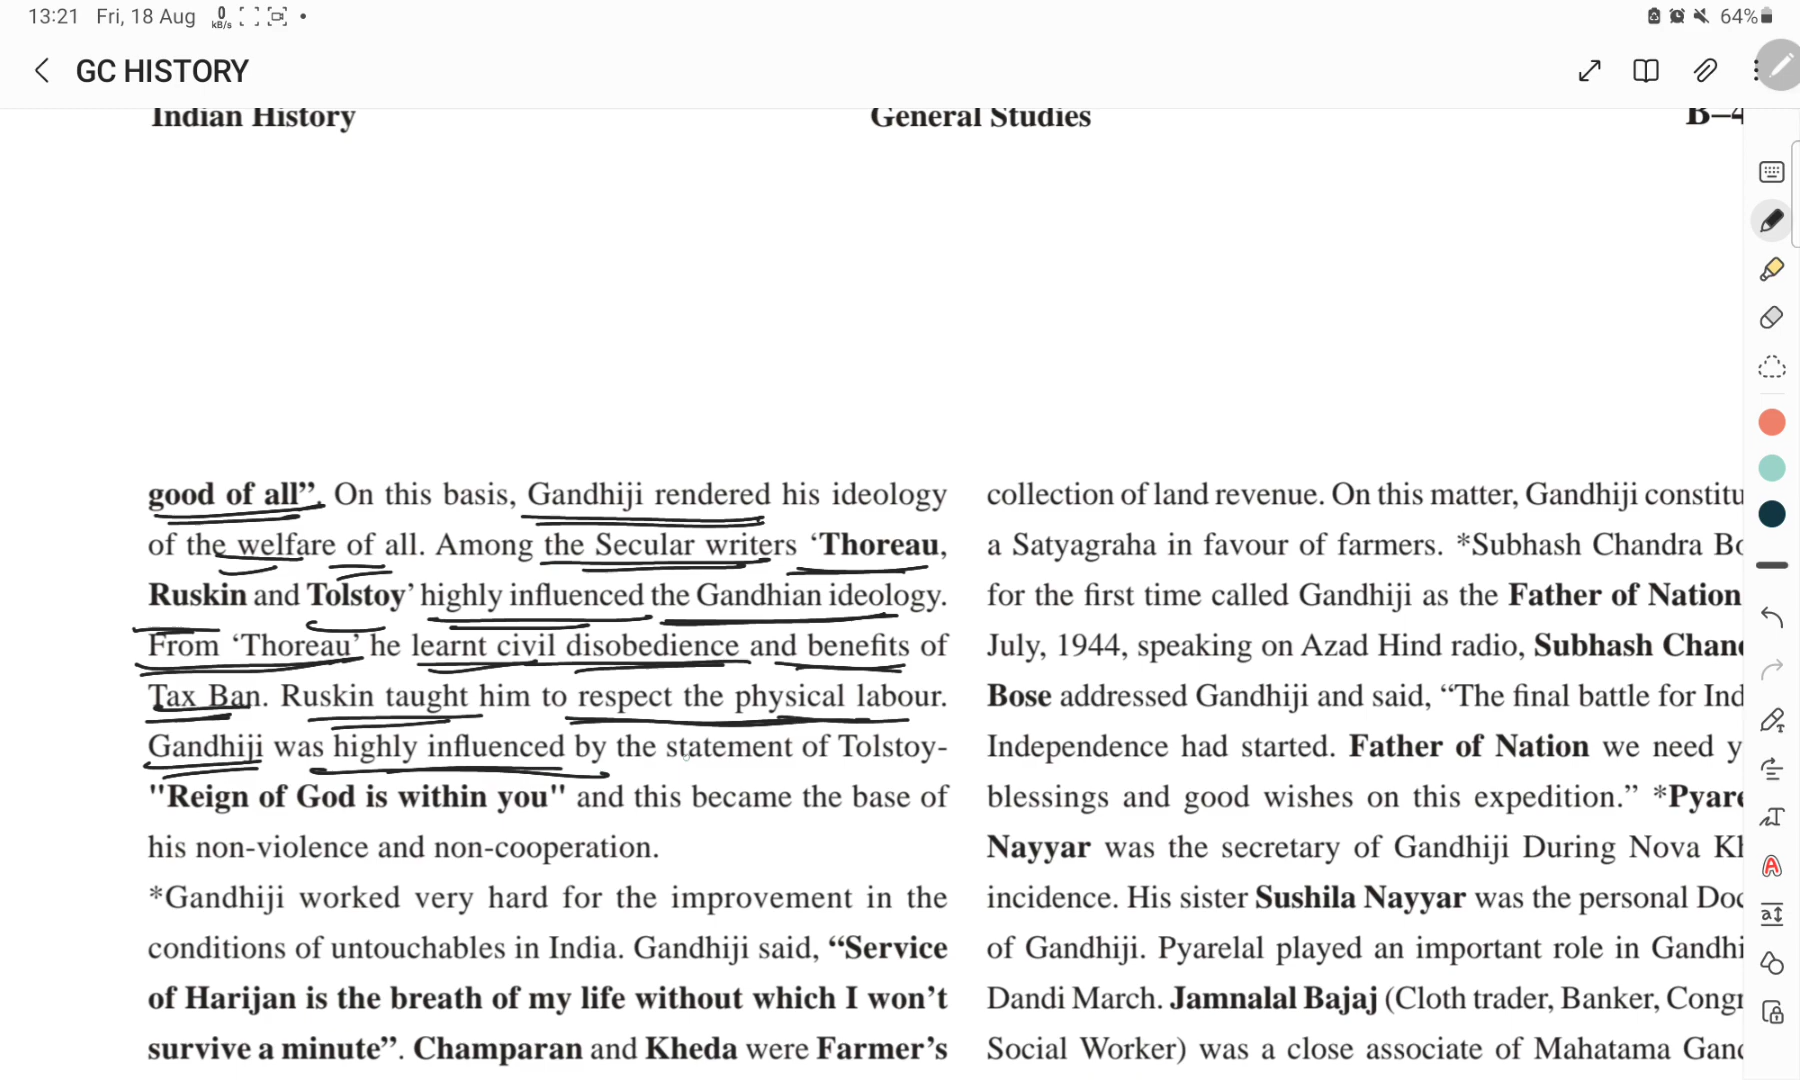 13:21 Fri, 18 Aug 0 kB/s 64%
GC HISTORY
Indian History General Studies B–4
good of all”. On this basis, Gandhiji rendered his ideology
of the welfare of all. Among the Secular writers ‘Thoreau,
Ruskin and Tolstoy’ highly influenced the Gandhian ideology.
From ‘Thoreau’ he learnt civil disobedience and benefits of
Tax Ban. Ruskin taught him to respect the physical labour.
Gandhiji was highly influenced by the statement of Tolstoy-
"Reign of God is within you" and this became the base of
his non-violence and non-cooperation.
*Gandhiji worked very hard for the improvement in the
conditions of untouchables in India. Gandhiji said, “Service
of Harijan is the breath of my life without which I won’t
survive a minute”. Champaran and Kheda were Farmer’s
collection of land revenue. On this matter, Gandhiji constitu
a Satyagraha in favour of farmers. *Subhash Chandra Bo
for the first time called Gandhiji as the Father of Nation
July, 1944, speaking on Azad Hind radio, Subhash Chan
Bose addressed Gandhiji and said, “The final battle for Ind
Independence had started. Father of Nation we need y
blessings and good wishes on this expedition.” *Pyare
Nayyar was the secretary of Gandhiji During Nova Kh
incidence. His sister Sushila Nayyar was the personal Doc
of Gandhiji. Pyarelal played an important role in Gandhi
Dandi March. Jamnalal Bajaj (Cloth trader, Banker, Congr
Social Worker) was a close associate of Mahatama Gand